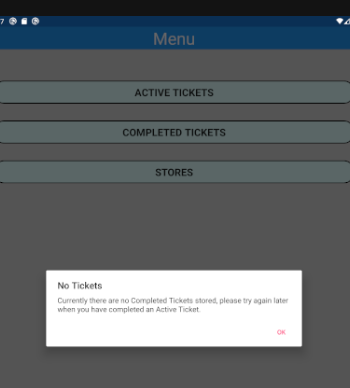 7
Menu
ACTIVE TICKETS
COMPLETED TICKETS
STORES
No Tickets
Currently there are no Completed Tickets stored, please try again later
when you have completed an Active Ticket.
OK